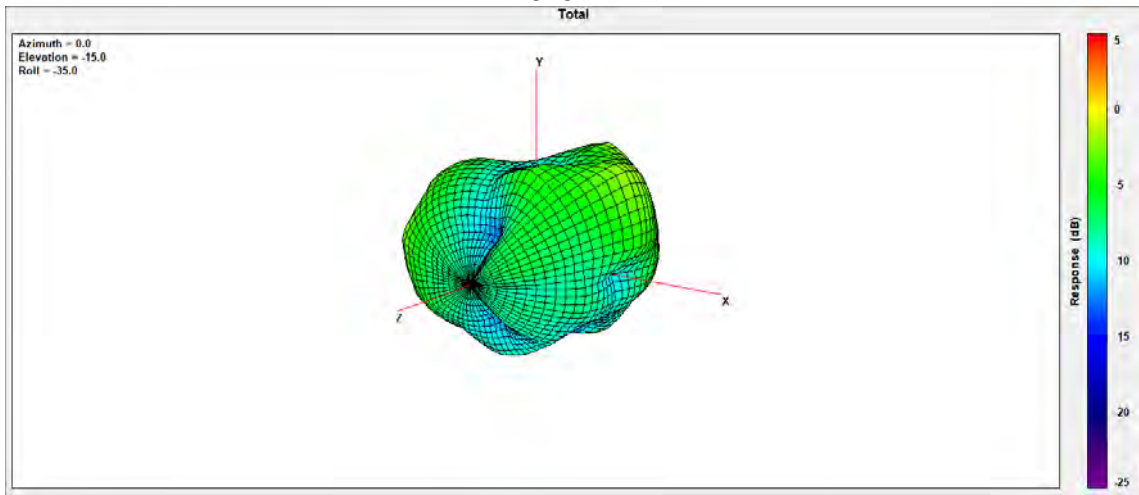 Total
Azimuth = 0.0
Elevation = -15.0
Roll = -35.0
Y
X
Z
5
0
-5
10
-15
-20
-25
Response (dB)